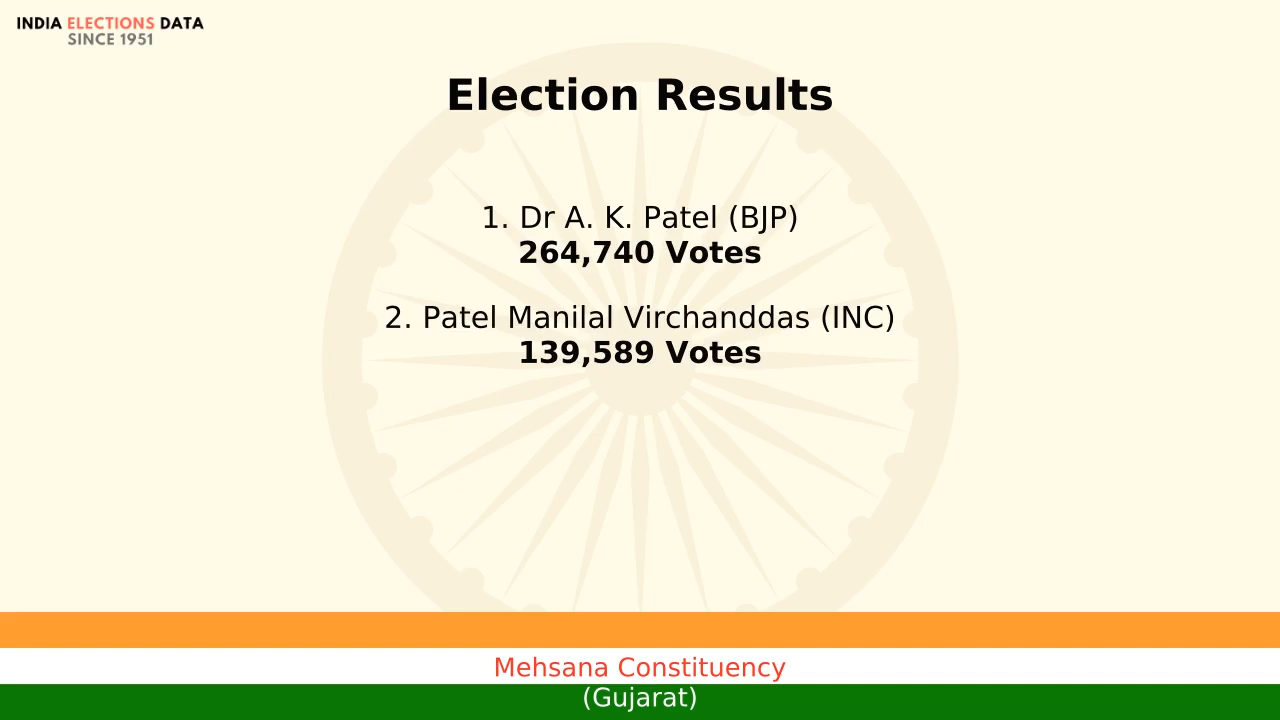 INDIA ELECTIONS DATA
SINCE 1951
Election Results
1. Dr A. K. Patel (BJP)
264,740 Votes
2. Patel Manilal Virchanddas (INC)
139,589 Votes
Mehsana Constituency
(Gujarat)